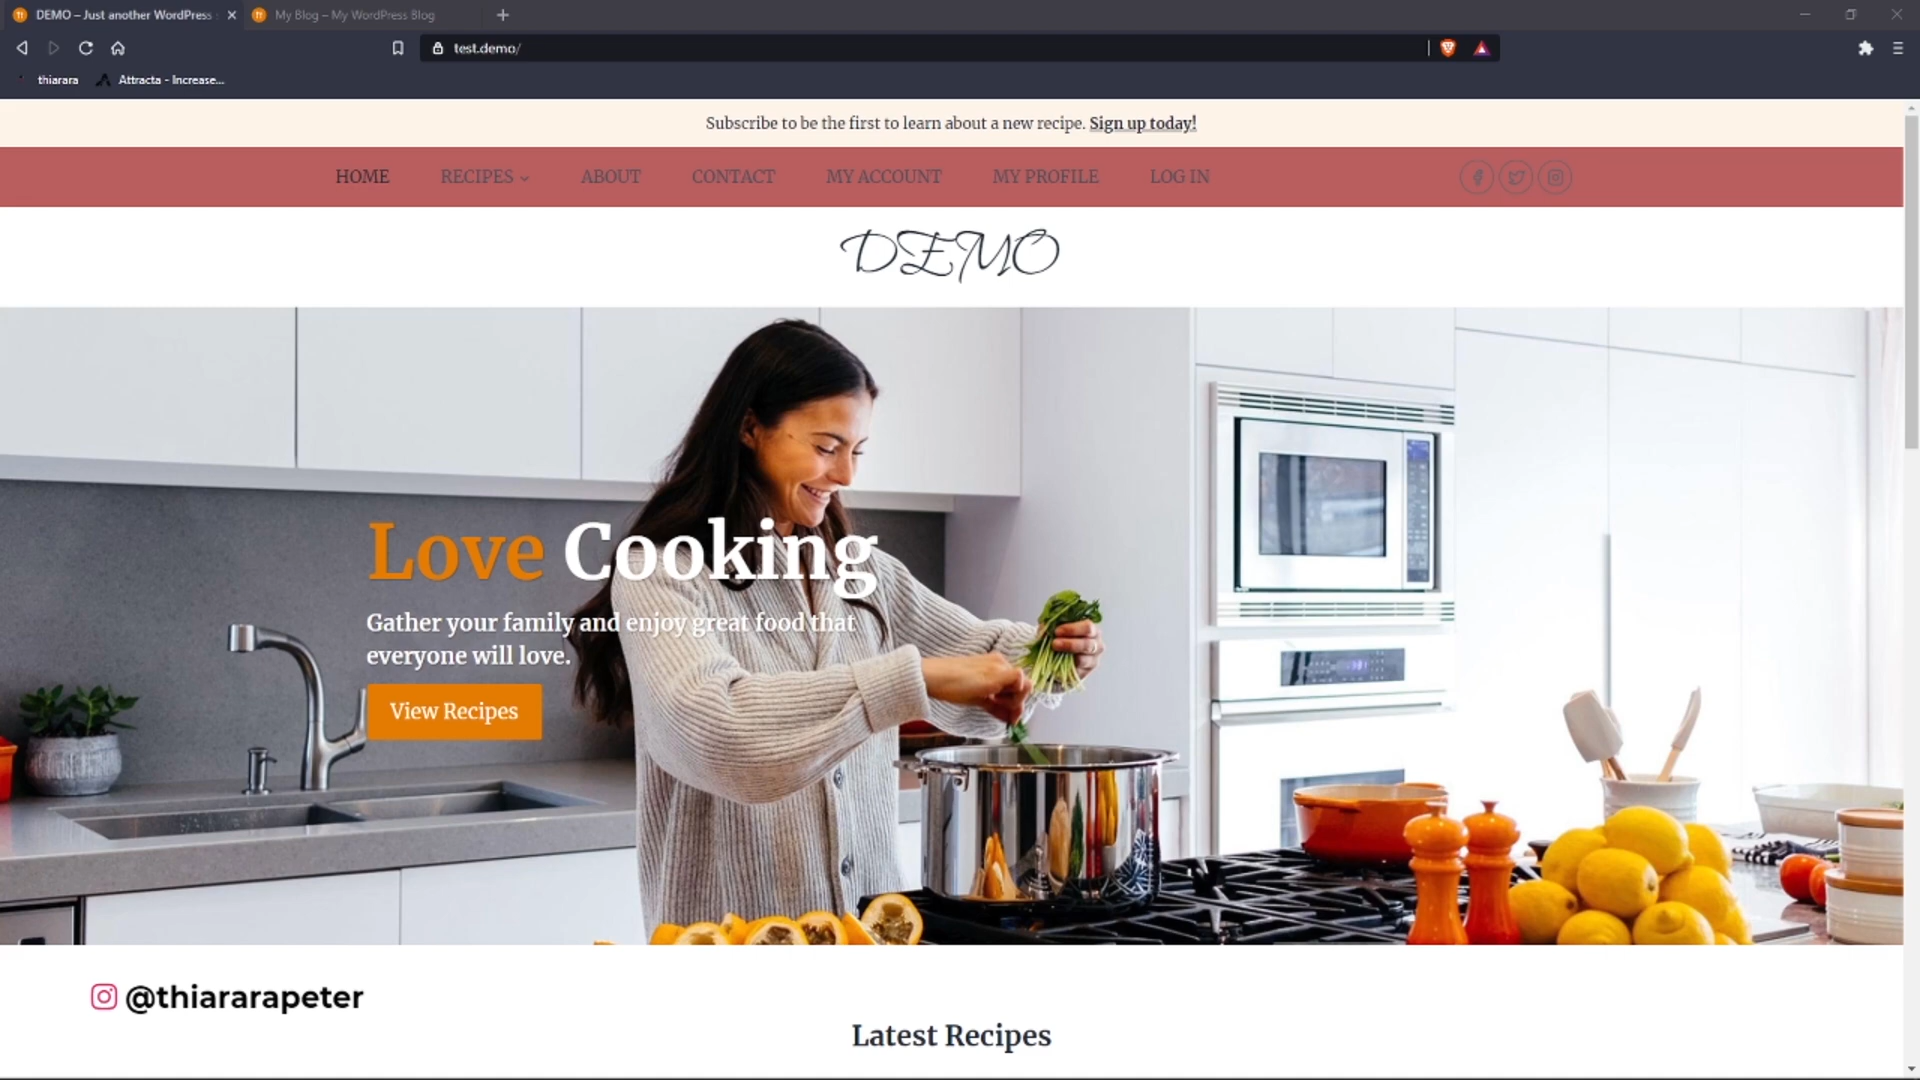 DEMO – Just another WordPress
My Blog – My WordPress Blog
test.demo/
thiarara
Attracta - Increase...
Subscribe to be the first to learn about a new recipe. Sign up today!
HOME RECIPES ABOUT CONTACT MY ACCOUNT MY PROFILE LOG IN
DEMO
Love Cooking
Gather your family and enjoy great food that
everyone will love.
View Recipes
@thiararapeter
Latest Recipes